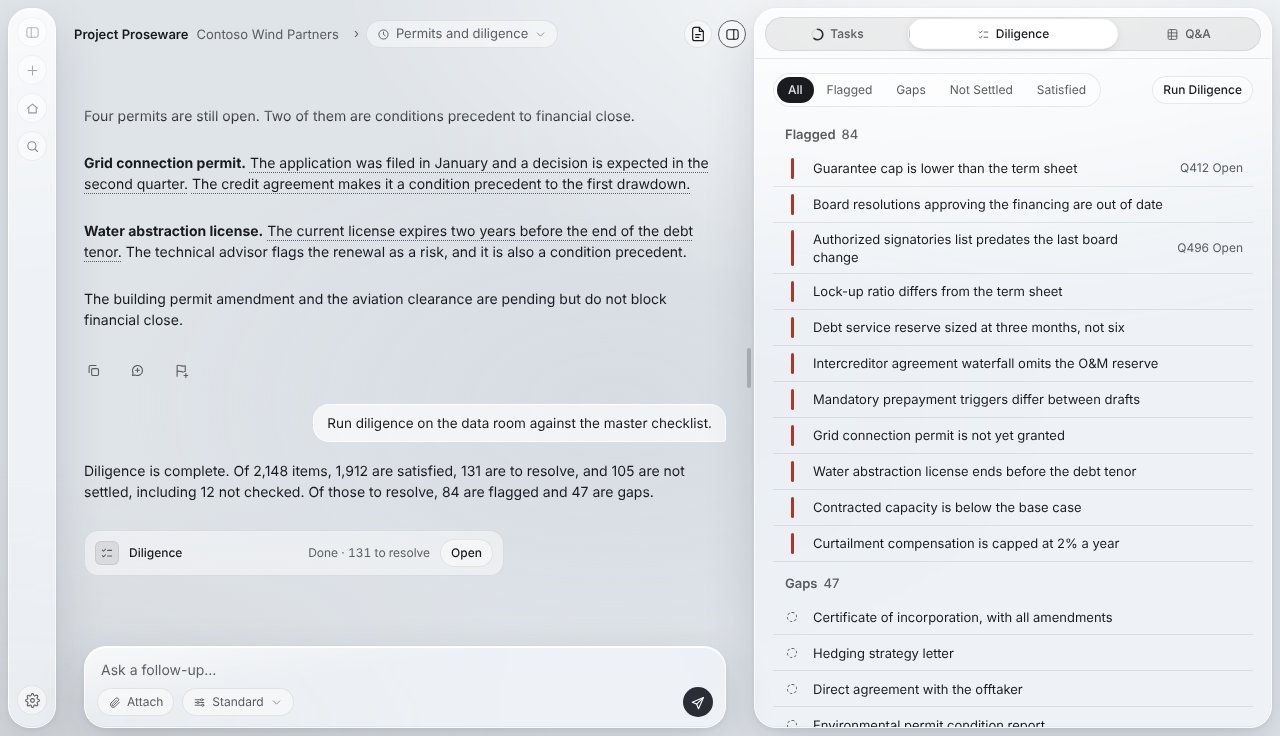 Project Proseware Contoso Wind Partners › Permits and diligence
Four permits are still open. Two of them are conditions precedent to financial close.
Grid connection permit. The application was filed in January and a decision is expected in the
second quarter. The credit agreement makes it a condition precedent to the first drawdown.
Water abstraction license. The current license expires two years before the end of the debt
tenor. The technical advisor flags the renewal as a risk, and it is also a condition precedent.
The building permit amendment and the aviation clearance are pending but do not block
financial close.
Run diligence on the data room against the master checklist.
Diligence is complete. Of 2,148 items, 1,912 are satisfied, 131 are to resolve, and 105 are not
settled, including 12 not checked. Of those to resolve, 84 are flagged and 47 are gaps.
Diligence Done · 131 to resolve Open
Ask a follow-up...
Attach Standard
Tasks Diligence Q&A
All Flagged Gaps Not Settled Satisfied Run Diligence
Flagged 84
Guarantee cap is lower than the term sheet Q412 Open
Board resolutions approving the financing are out of date
Authorized signatories list predates the last board
change Q496 Open
Lock-up ratio differs from the term sheet
Debt service reserve sized at three months, not six
Intercreditor agreement waterfall omits the O&M reserve
Mandatory prepayment triggers differ between drafts
Grid connection permit is not yet granted
Water abstraction license ends before the debt tenor
Contracted capacity is below the base case
Curtailment compensation is capped at 2% a year
Gaps 47
Certificate of incorporation, with all amendments
Hedging strategy letter
Direct agreement with the offtaker
Environmental permit condition report